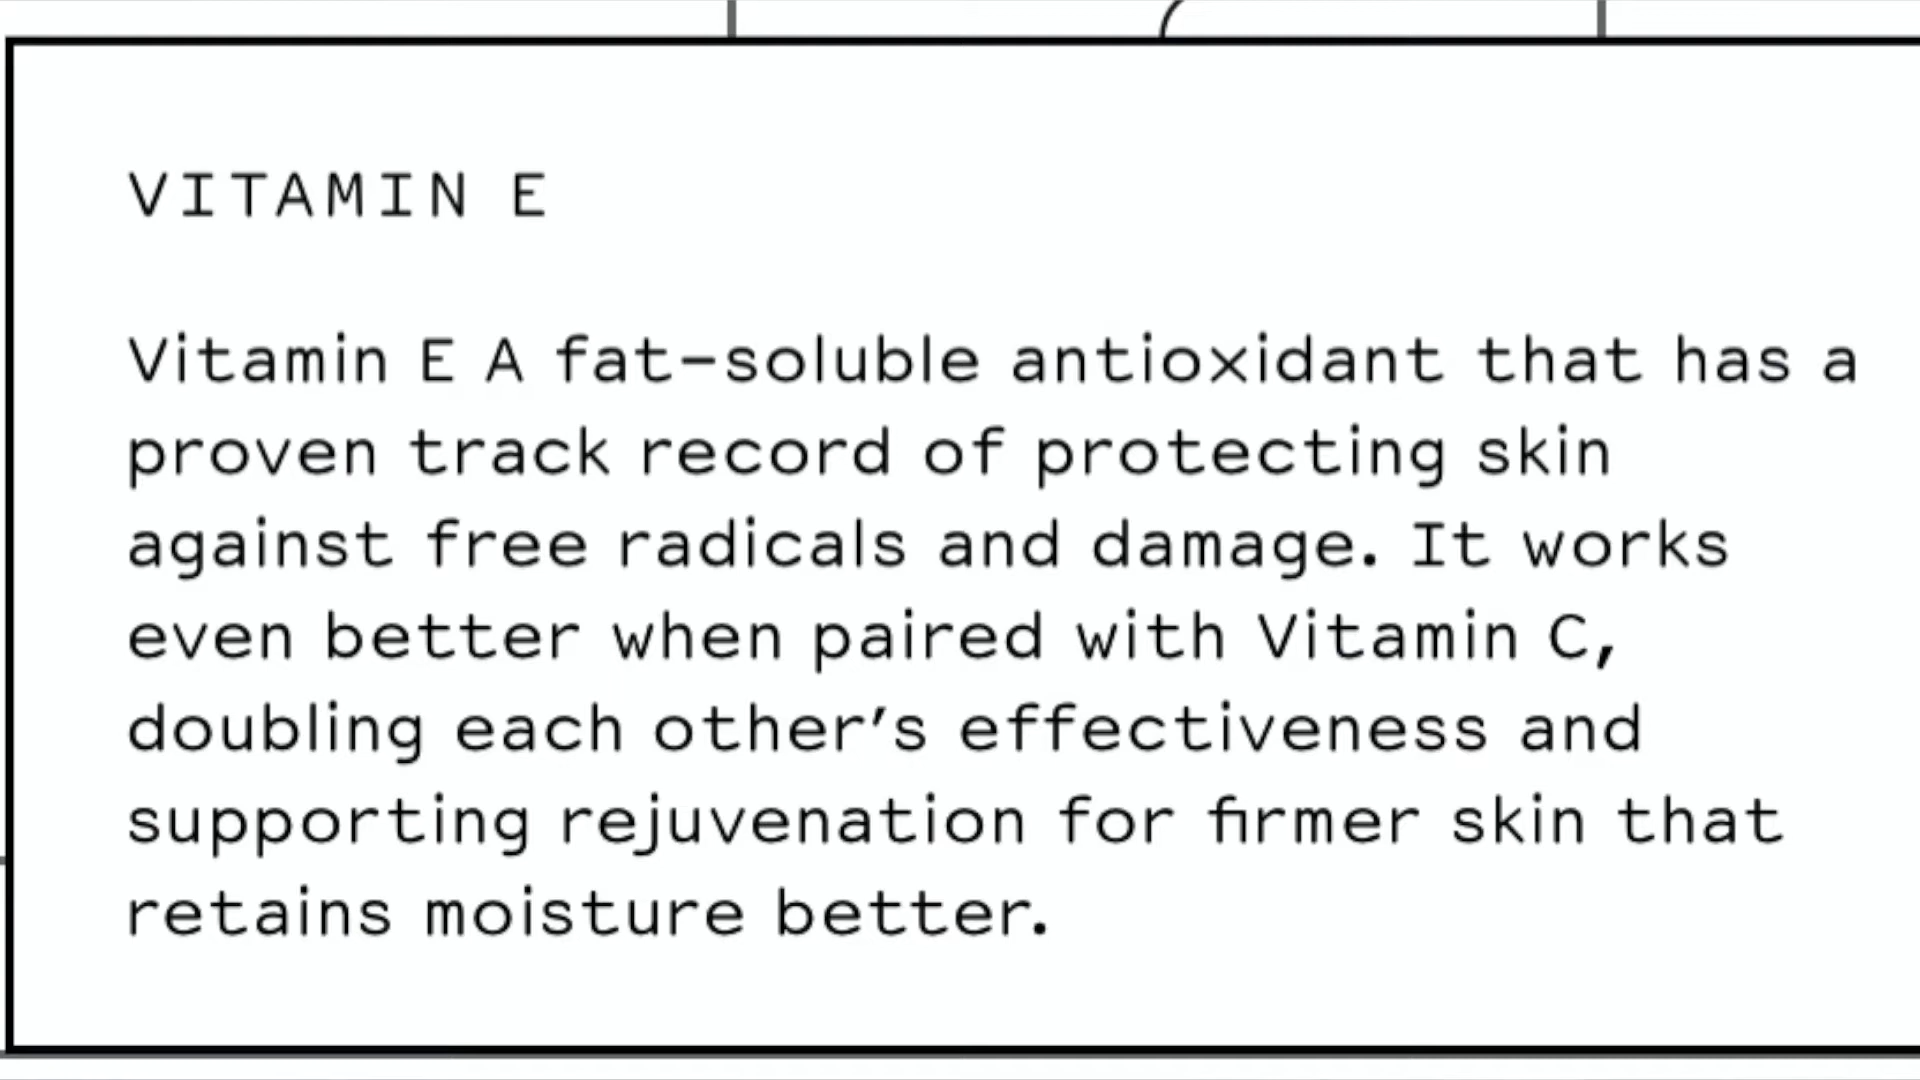 VITAMIN E
Vitamin E A fat-soluble antioxidant that has a
proven track record of protecting skin
against free radicals and damage. It works
even better when paired with Vitamin C,
doubling each other’s effectiveness and
supporting rejuvenation for firmer skin that
retains moisture better.